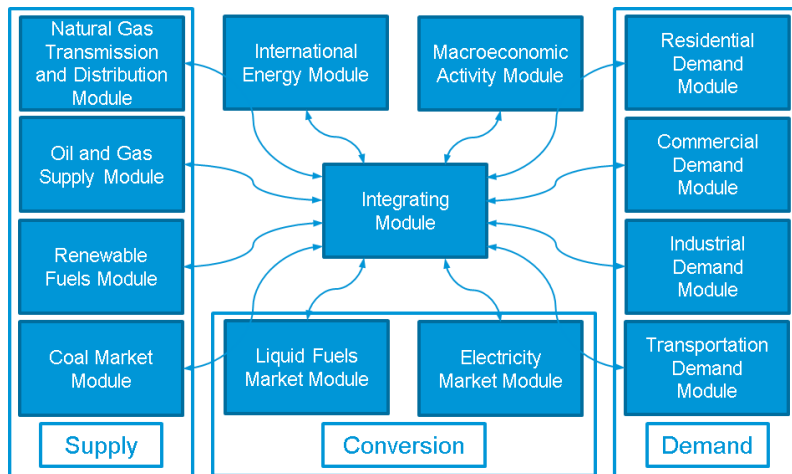 Natural Gas
Transmission
and Distribution
Module
International
Energy Module
Macroeconomic
Activity Module
Residential
Demand
Module
Oil and Gas
Supply Module
Integrating
Module
Commercial
Demand
Module
Renewable
Fuels Module
Industrial
Demand
Module
Coal Market
Module
Liquid Fuels
Market Module
Electricity
Market Module
Transportation
Demand
Module
Supply
Conversion
Demand